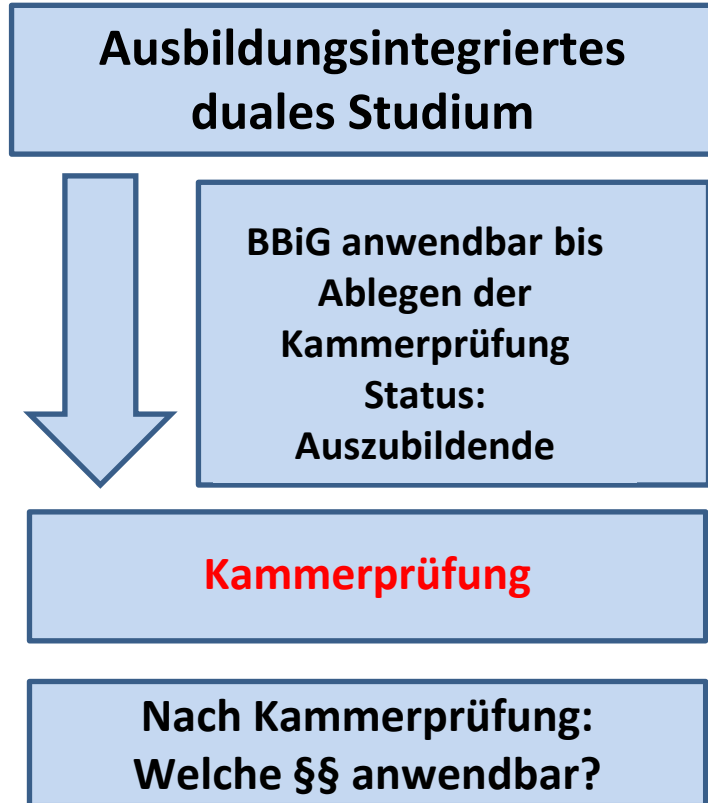 Ausbildungsintegriertes
duales Studium
BBiG anwendbar bis
Ablegen der
Kammerprüfung
Status:
Auszubildende
Kammerprüfung
Nach Kammerprüfung:
Welche §§ anwendbar?